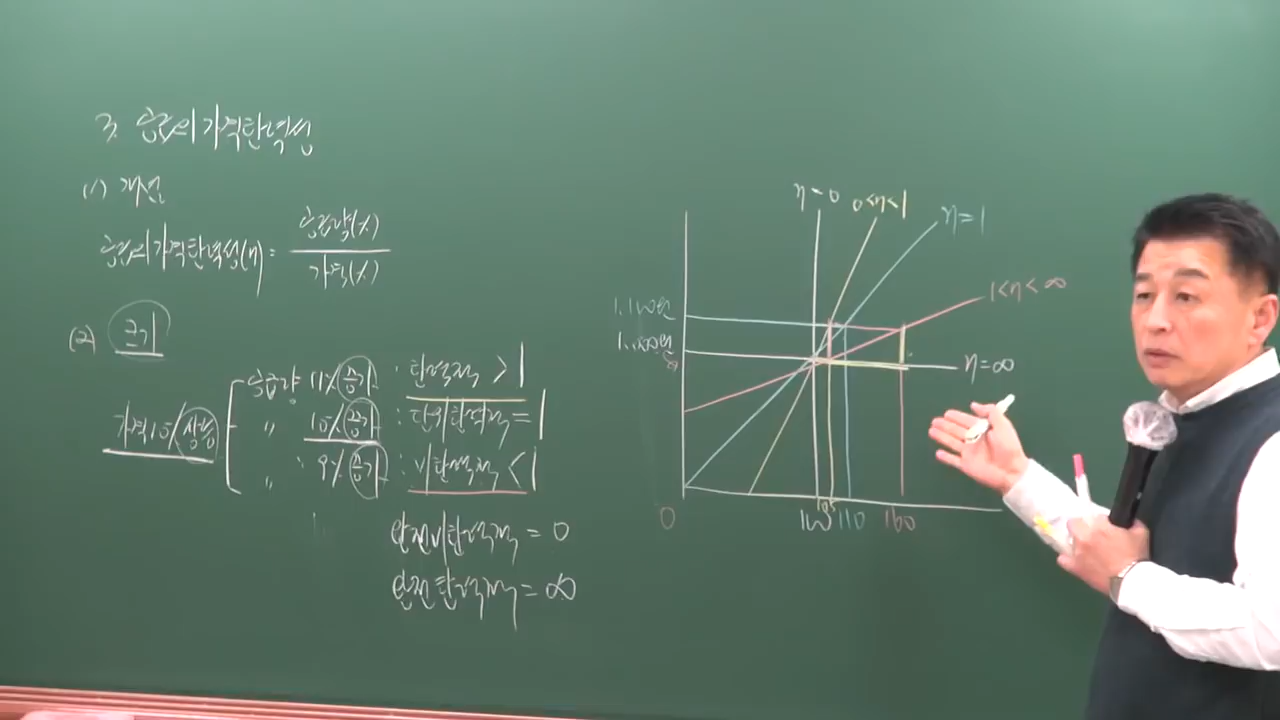 3. 공급의 가격탄력성
(1) 개념
공급의 가격탄력성(η) = 공급량(%) / 가격(%)
(2) 크기
가격10%상승
공급량 11%증가 : 탄력적 > 1
〃 10%증가 : 단위탄력적 = 1
〃 9%증가 : 비탄력적 < 1
완전비탄력적 = 0
완전탄력적 = ∞
η = 0
0<η<1
η=1
1<η<∞
η=∞
1,100원
1,000원
0
100
105
110
160